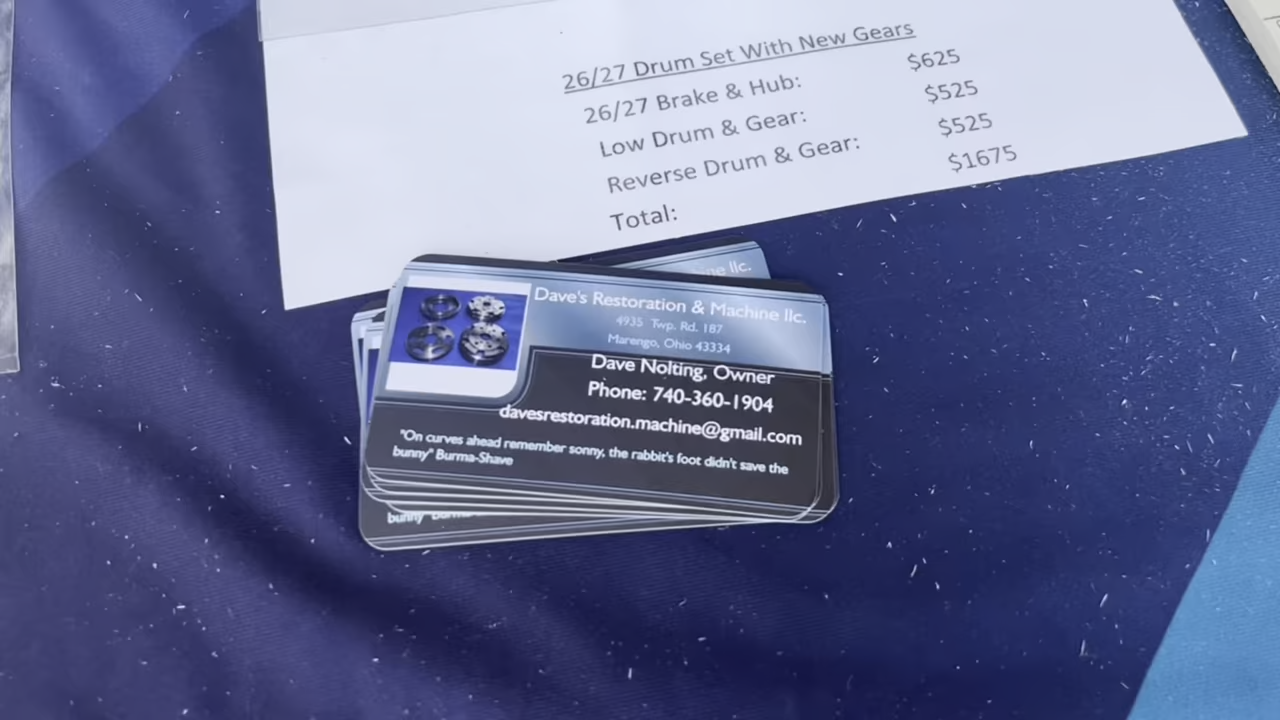 26/27 Drum Set With New Gears
26/27 Brake & Hub: $625
Low Drum & Gear: $525
Reverse Drum & Gear: $525
Total: $1675
ne llc.
Dave's Restoration & Machine llc.
4935 Twp. Rd. 187
Marengo, Ohio 43334
Dave Nolting, Owner
Phone: 740-360-1904
davesrestoration.machine@gmail.com
"On curves ahead remember sonny, the rabbit's foot didn't save the
bunny" Burma-Shave
bunny"